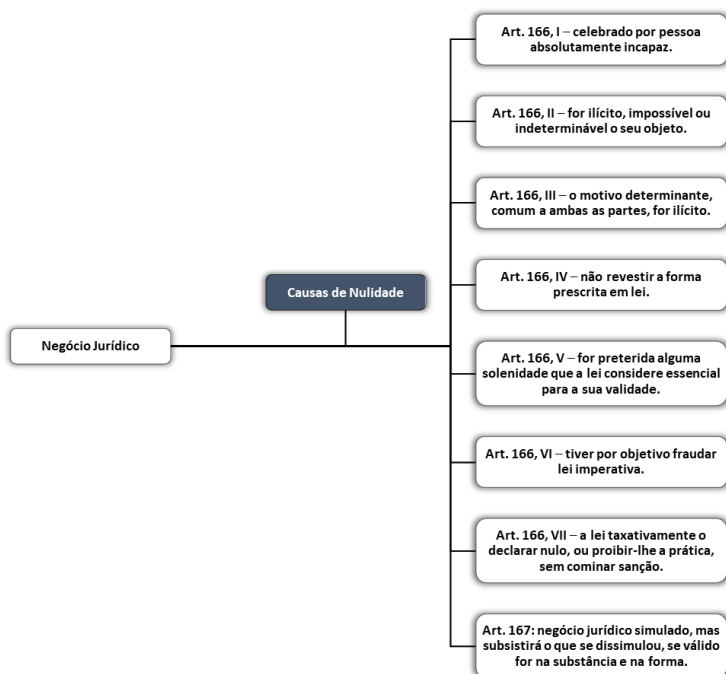 Art. 166, I – celebrado por pessoa
absolutamente incapaz.
Art. 166, II – for ilícito, impossível ou
indeterminável o seu objeto.
Art. 166, III – o motivo determinante,
comum a ambas as partes, for ilícito.
Causas de Nulidade
Art. 166, IV – não revestir a forma
prescrita em lei.
Negócio Jurídico
Art. 166, V – for preterida alguma
solenidade que a lei considere essencial
para a sua validade.
Art. 166, VI – tiver por objetivo fraudar
lei imperativa.
Art. 166, VII – a lei taxativamente o
declarar nulo, ou proibir-lhe a prática,
sem cominar sanção.
Art. 167: negócio jurídico simulado, mas
subsistirá o que se dissimulou, se válido
for na substância e na forma.